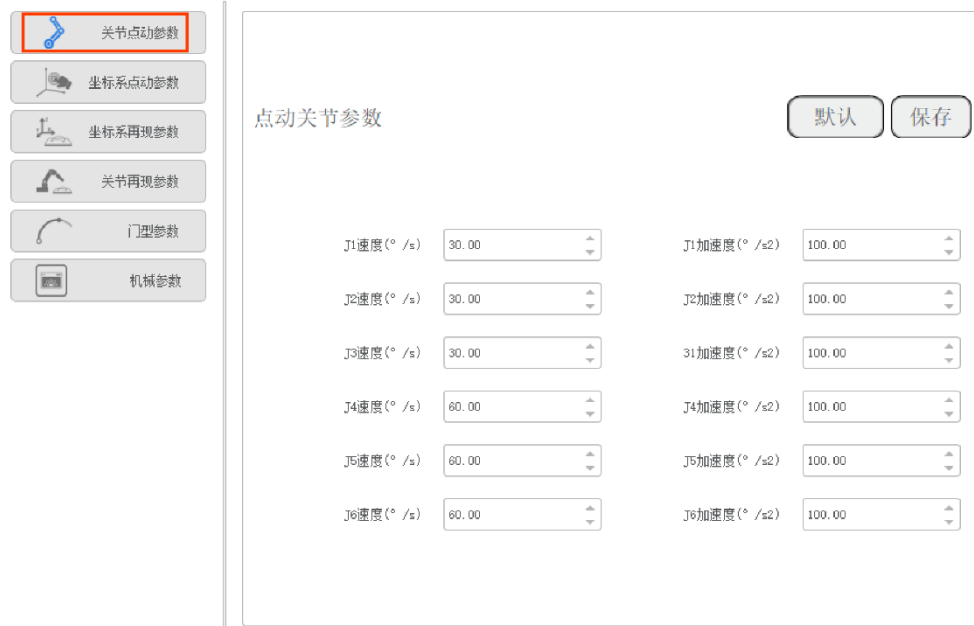 关节点动参数
坐标系点动参数
坐标系再现参数
关节再现参数
门型参数
机械参数
点动关节参数 默认 保存
J1速度(° /s) 30.00 J1加速度(° /s2) 100.00
J2速度(° /s) 30.00 J2加速度(° /s2) 100.00
J3速度(° /s) 30.00 31加速度(° /s2) 100.00
J4速度(° /s) 60.00 J4加速度(° /s2) 100.00
J5速度(° /s) 60.00 J5加速度(° /s2) 100.00
J6速度(° /s) 60.00 J6加速度(° /s2) 100.00